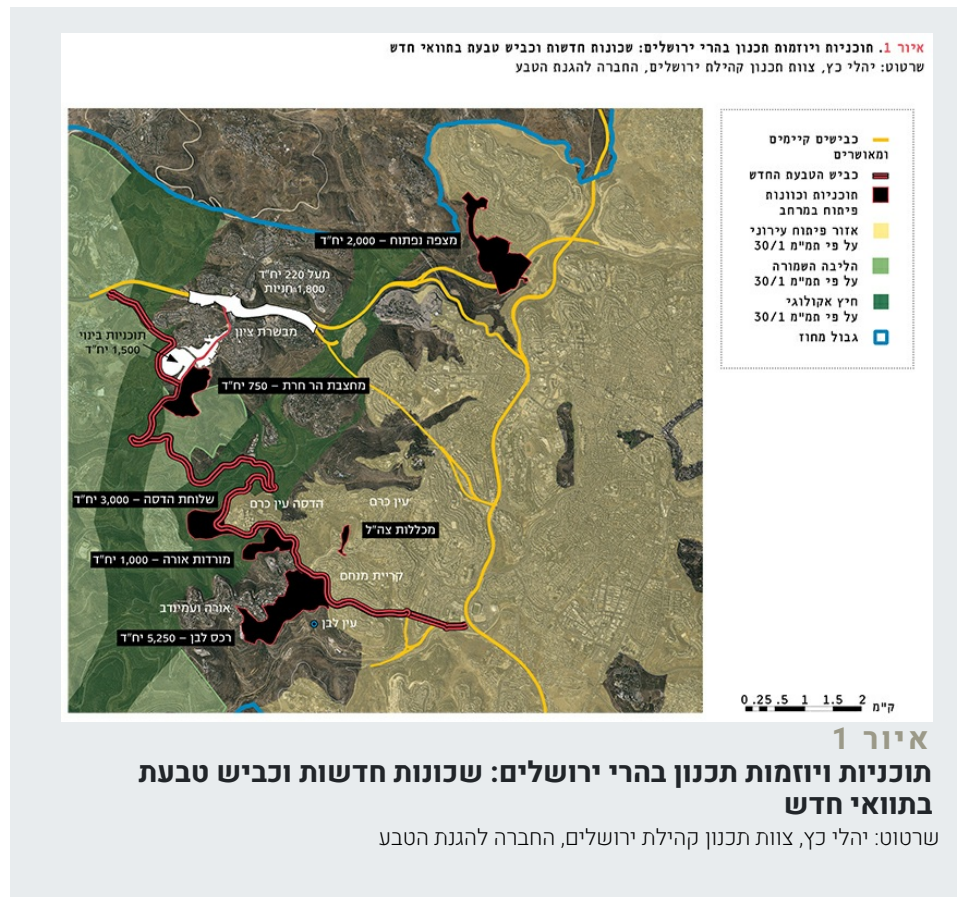 איור 1. תוכניות ויוזמות תכנון בהרי ירושלים: שכונות חדשות וכביש טבעת בתוואי חדש
שרטוט: יהלי כץ, צוות תכנון קהילת ירושלים, החברה להגנת הטבע
כבישים קיימים
ומאושרים
כביש הטבעת החדש
תוכניות וכוונות
פיתוח במרחב
אזור פיתוח עירוני
על פי תמ"מ 30/1
הליבה השמורה
על פי תמ"מ 30/1
חיץ אקולוגי
על פי תמ"מ 30/1
גבול מחוז
מצפה נפתוח – 2,000 יח"ד
מעל 220 יח"ד
1,800 חניות
מבשרת ציון
תוכניות בינוי
1,500 יח"ד
מחצבת הר חרת – 750 יח"ד
שלוחת הדסה – 3,000 יח"ד
הדסה עין כרם
עין כרם
מכללות צה"ל
מורדות אורה – 1,000 יח"ד
קריית מנחם
אורה ועמינדב
עין לבן
רכס לבן – 5,250 יח"ד
0 .25 .5 1 1.5 2 ק"מ
איור 1
תוכניות ויוזמות תכנון בהרי ירושלים: שכונות חדשות וכביש טבעת
בתוואי חדש
שרטוט: יהלי כץ, צוות תכנון קהילת ירושלים, החברה להגנת הטבע